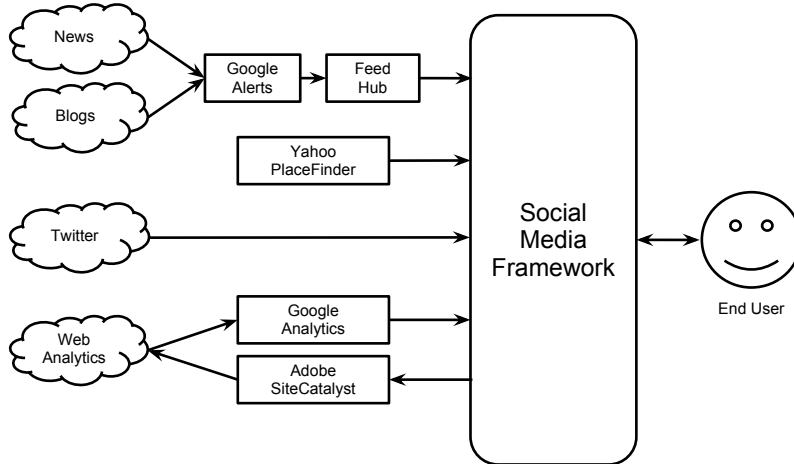 News
Blogs
Google
Alerts
Feed
Hub
Yahoo
PlaceFinder
Twitter
Web
Analytics
Google
Analytics
Adobe
SiteCatalyst
Social
Media
Framework
End User